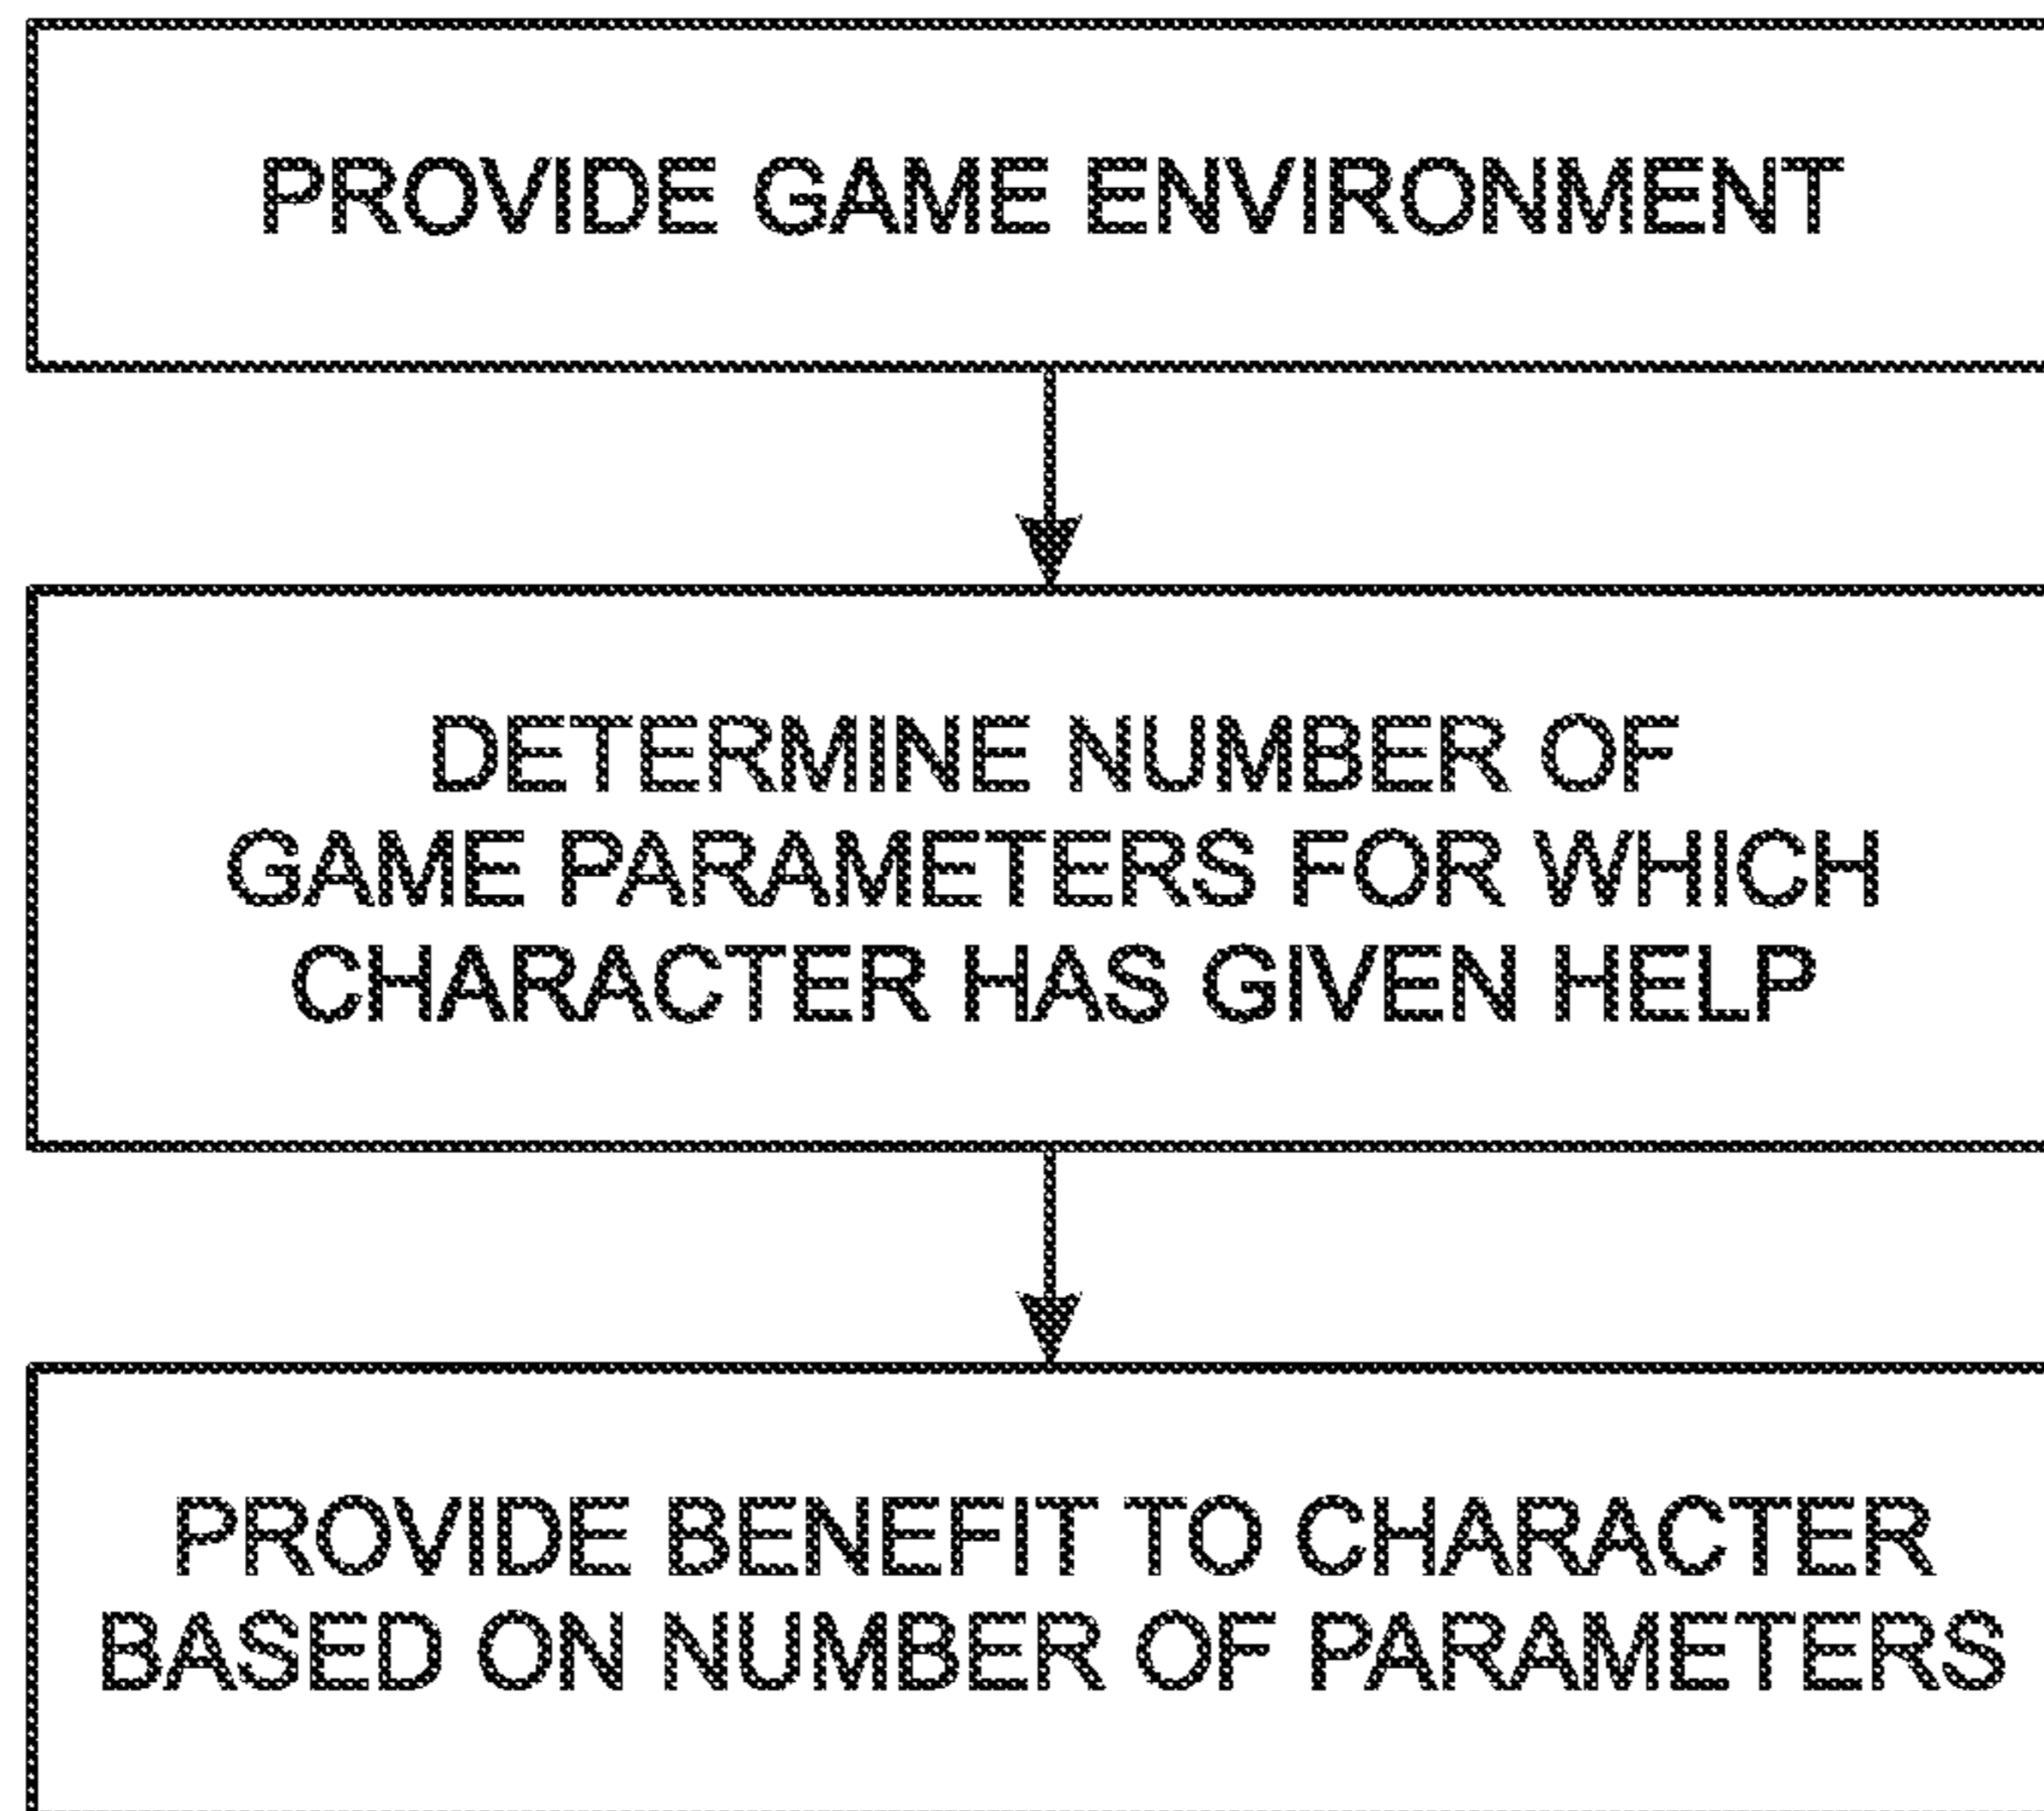 PROVIDE GAME ENVIRONMENT
DETERMINE NUMBER OF
GAME PARAMETERS FOR WHICH
CHARACTER HAS GIVEN HELP
PROVIDE BENEFIT TO CHARACTER
BASED ON NUMBER OF PARAMETERS